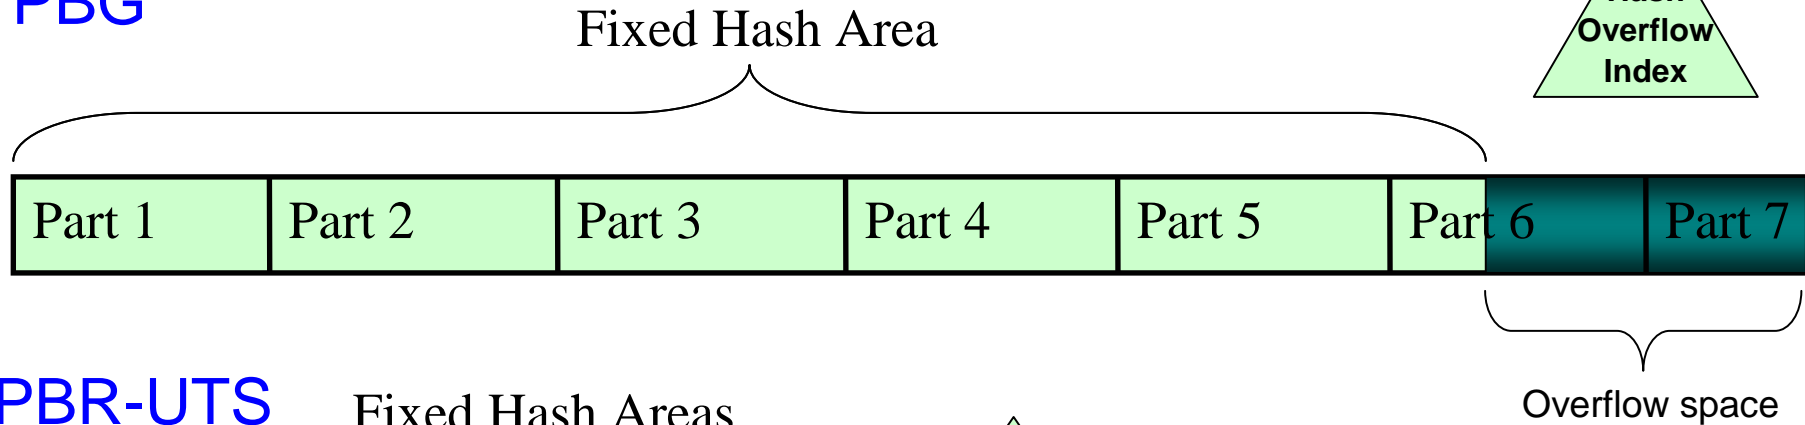 PBG
Fixed Hash Area
Hash
Overflow
Index
Part 1
Part 2
Part 3
Part 4
Part 5
Part 6
Part 7
Overflow space
PBR-UTS
Fixed Hash Areas